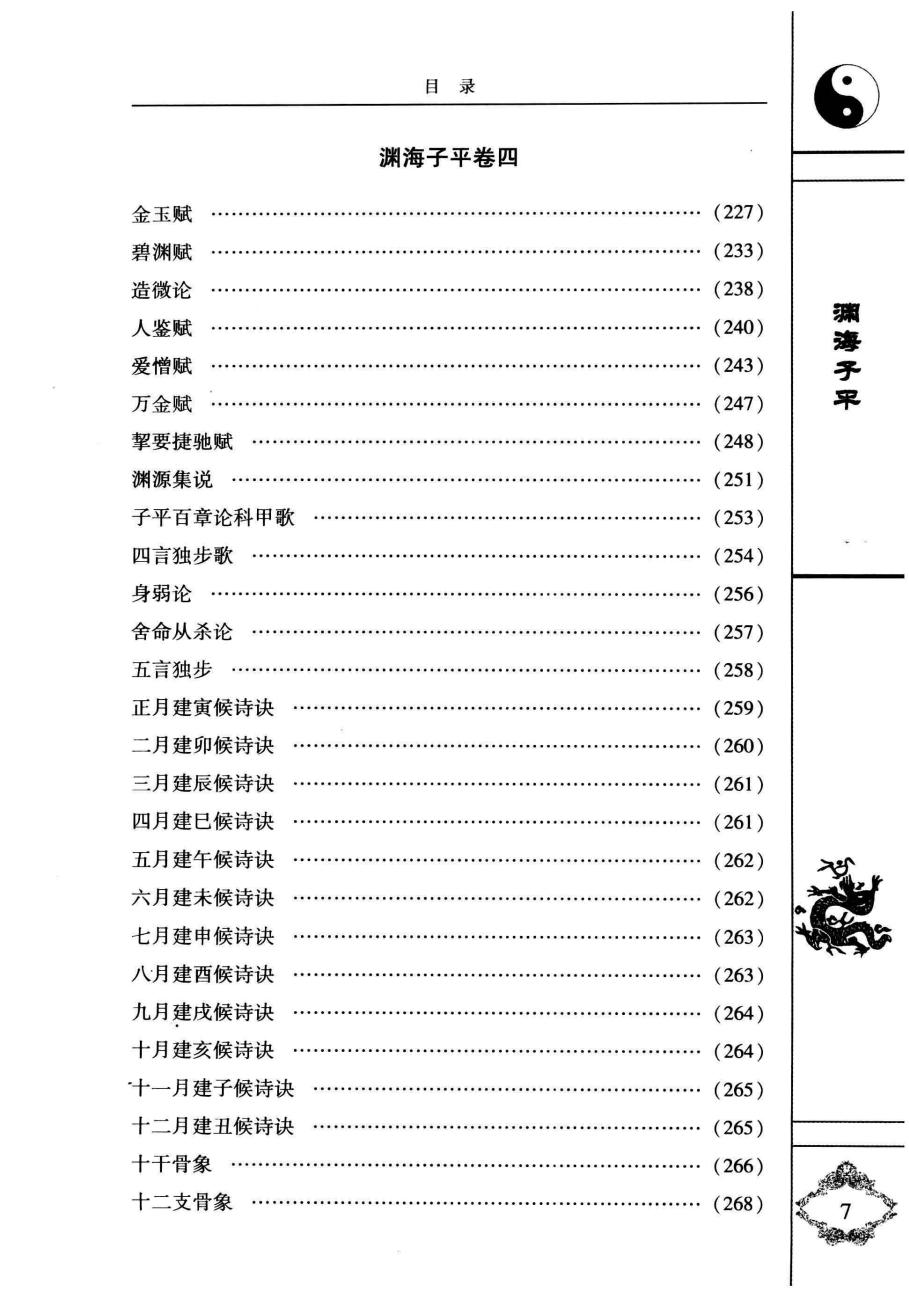 目 录
渊海子平卷四
金玉赋 …………………………………………………………… (227)
碧渊赋 …………………………………………………………… (233)
造微论 …………………………………………………………… (238)
人鉴赋 …………………………………………………………… (240)
爱憎赋 …………………………………………………………… (243)
万金赋 …………………………………………………………… (247)
挈要捷驰赋 ……………………………………………………… (248)
渊源集说 ………………………………………………………… (251)
子平百章论科甲歌 ……………………………………………… (253)
四言独步歌 ……………………………………………………… (254)
身弱论 …………………………………………………………… (256)
舍命从杀论 ……………………………………………………… (257)
五言独步 ………………………………………………………… (258)
正月建寅候诗诀 ………………………………………………… (259)
二月建卯候诗诀 ………………………………………………… (260)
三月建辰候诗诀 ………………………………………………… (261)
四月建巳候诗诀 ………………………………………………… (261)
五月建午候诗诀 ………………………………………………… (262)
六月建未候诗诀 ………………………………………………… (262)
七月建申候诗诀 ………………………………………………… (263)
八月建酉候诗诀 ………………………………………………… (263)
九月建戌候诗诀 ………………………………………………… (264)
十月建亥候诗诀 ………………………………………………… (264)
十一月建子候诗诀 ……………………………………………… (265)
十二月建丑候诗诀 ……………………………………………… (265)
十干骨象 ………………………………………………………… (266)
十二支骨象 ……………………………………………………… (268)
渊海子平
7